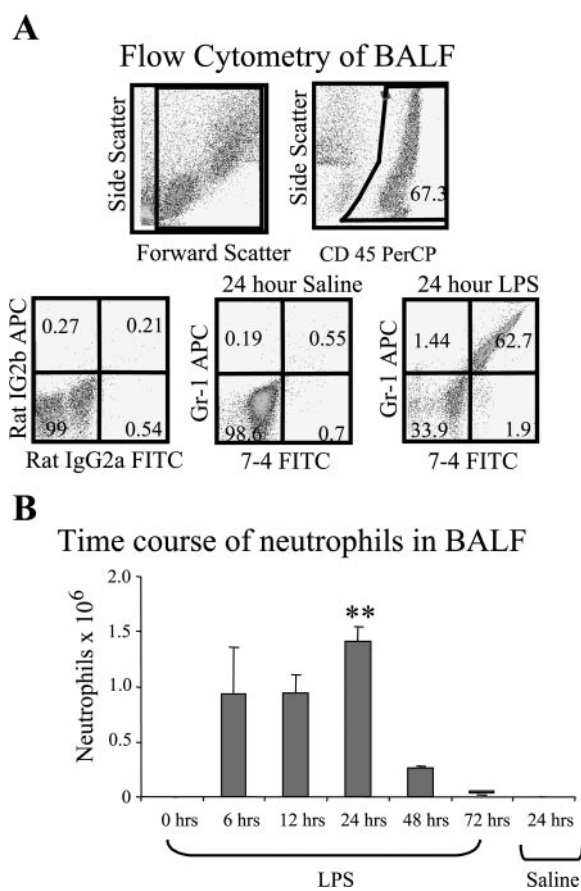 A
Flow Cytometry of BALF
Side Scatter
Forward Scatter
Side Scatter
67.3
CD 45 PerCP
24 hour Saline
24 hour LPS
Rat IG2b APC
0.27
0.21
99
0.54
Rat IgG2a FITC
Gr-1 APC
0.19
0.55
98.6
0.7
7-4 FITC
Gr-1 APC
1.44
62.7
33.9
1.91
7-4 FITC
B
Time course of neutrophils in BALF
Neutrophils x 10⁶
2.0
1.5
1.0
0.5
0
**
0 hrs 6 hrs 12 hrs 24 hrs 48 hrs 72 hrs 24 hrs
LPS
Saline